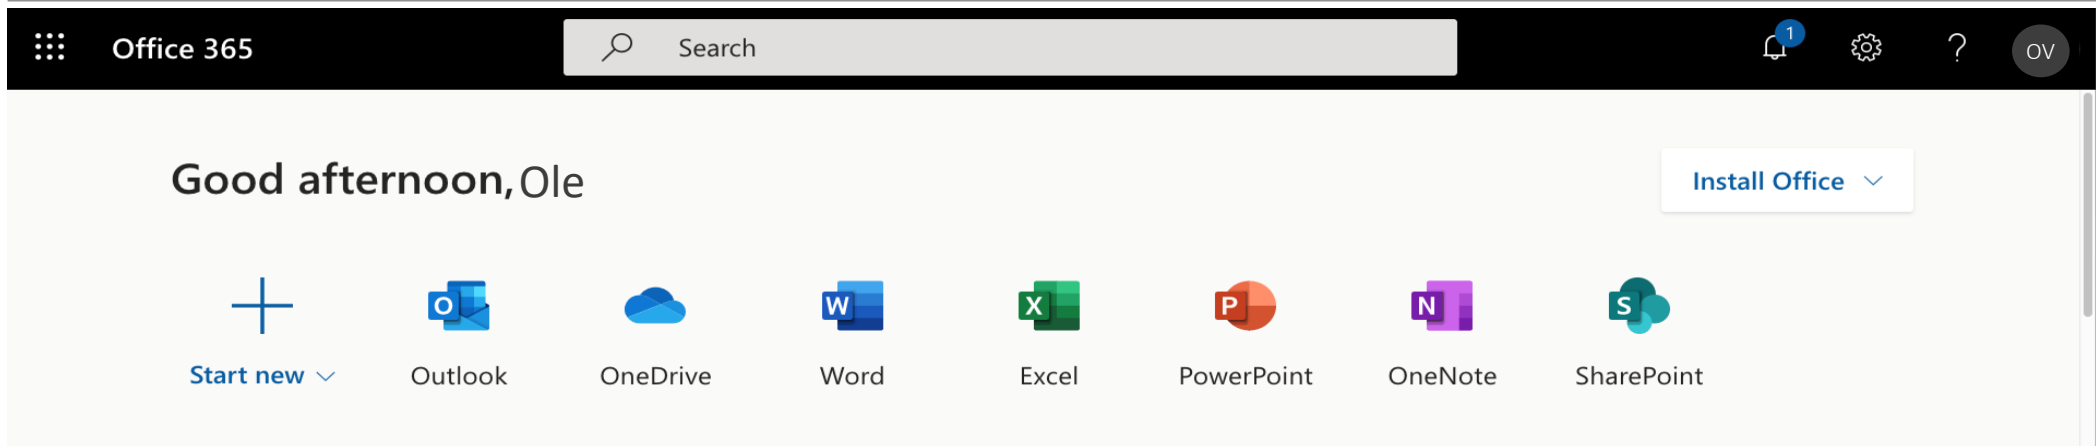 Office 365 Search 1 ? OV
Good afternoon, Ole Install Office
O W X P N S
Start new Outlook OneDrive Word Excel PowerPoint OneNote SharePoint